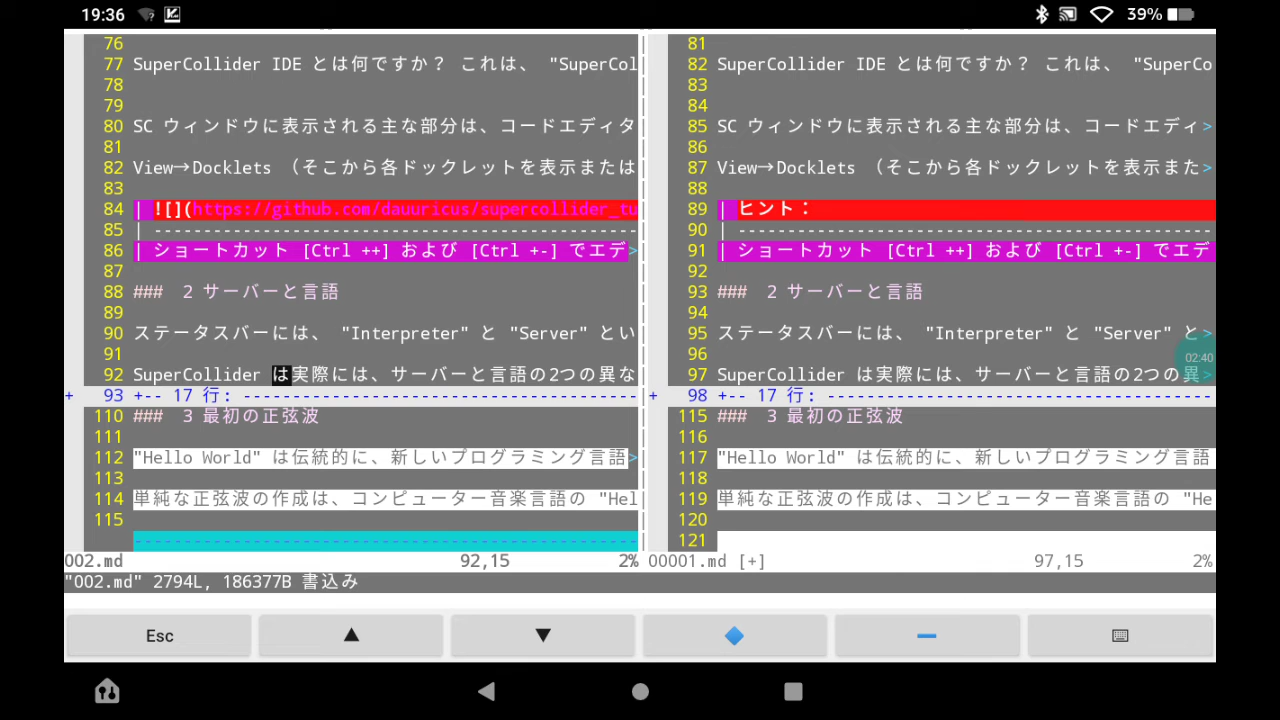 19:36
39%
76
77 SuperCollider IDE とは何ですか？ これは、 "SuperCol
78
79
80 SC ウィンドウに表示される主な部分は、コードエディタ
81
82 View→Docklets （そこから各ドックレットを表示または
83
84 | ![](https://github.com/dauuricus/supercollider_tu
85 | ------------------------------------------------
86 | ショートカット [Ctrl ++] および [Ctrl +-] でエデ>
87
88 ###  2 サーバーと言語
89
90 ステータスバーには、 "Interpreter" と "Server" とい
91
92 SuperCollider は実際には、サーバーと言語の2つの異な
+ 93 +-- 17 行: ---------------------------------------
110 ###  3 最初の正弦波
111
112 "Hello World" は伝統的に、新しいプログラミング言語>
113
114 単純な正弦波の作成は、コンピューター音楽言語の "Hel
115
---------------------------------------------------
002.md 92,15 2%
81
82 SuperCollider IDE とは何ですか？ これは、 "SuperCo
83
84
85 SC ウィンドウに表示される主な部分は、コードエディ>
86
87 View→Docklets （そこから各ドックレットを表示また>
88
89 | ヒント：
90 | ------------------------------------------------
91 | ショートカット [Ctrl ++] および [Ctrl +-] でエデ
92
93 ###  2 サーバーと言語
94
95 ステータスバーには、 "Interpreter" と "Server" と>
96
02:40
97 SuperCollider は実際には、サーバーと言語の2つの異>
+ 98 +-- 17 行: ---------------------------------------
115 ###  3 最初の正弦波
116
117 "Hello World" は伝統的に、新しいプログラミング言語
118
119 単純な正弦波の作成は、コンピューター音楽言語の "He
120
121
00001.md [+] 97,15 2%
"002.md" 2794L, 186377B 書込み
Esc ▲ ▼